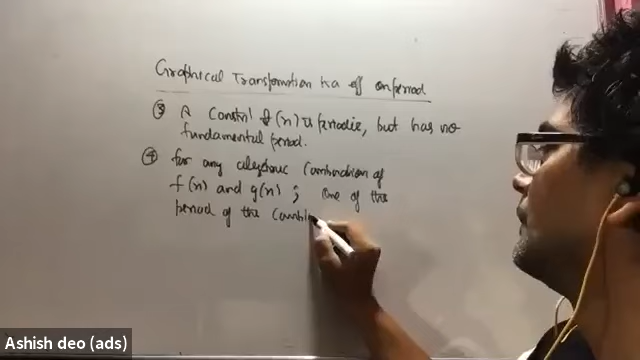 Graphical Transformation ka eff on period
③ A Constn f(x) is periodic, but has no
fundamental period.
④ For any algebraic Combination of
f(x) and g(x) ; One of the
period of the Combi
Ashish deo (ads)